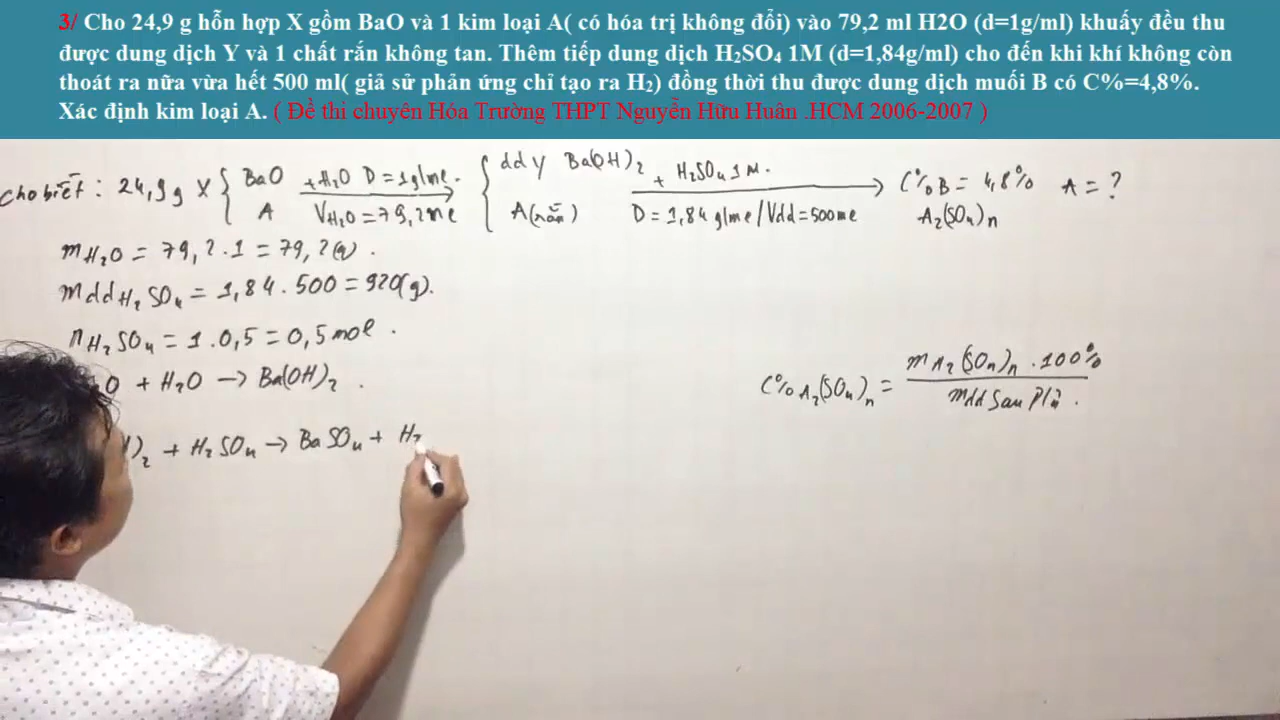 3/ Cho 24,9 g hỗn hợp X gồm BaO và 1 kim loại A( có hóa trị không đổi) vào 79,2 ml H2O (d=1g/ml) khuấy đều thu
được dung dịch Y và 1 chất rắn không tan. Thêm tiếp dung dịch H₂SO₄ 1M (d=1,84g/ml) cho đến khi khí không còn
thoát ra nữa vừa hết 500 ml( giả sử phản ứng chỉ tạo ra H₂) đồng thời thu được dung dịch muối B có C%=4,8%.
Xác định kim loại A. ( Đề thi chuyên Hóa Trường THPT Nguyễn Hữu Huân .HCM 2006-2007 )
Cho biết : 24,9g X { BaO A +H₂O D = 1g/ml. V H₂O = 79,2ml { dd Y Ba(OH)₂ A(rắn) + H₂SO₄ 1M. D = 1,84 g/ml / Vdd = 500ml C%B = 4,8% A₂(SO₄)n A = ?
mH₂O = 79,2.1 = 79,2(g).
mddH₂SO₄ = 1,84.500 = 920(g).
nH₂SO₄ = 1.0,5 = 0,5mol.
O + H₂O → Ba(OH)₂.
)₂ + H₂SO₄ → BaSO₄ + H₂
C% A₂(SO₄)n = mA₂(SO₄)n .100% / mdd sau PƯ.